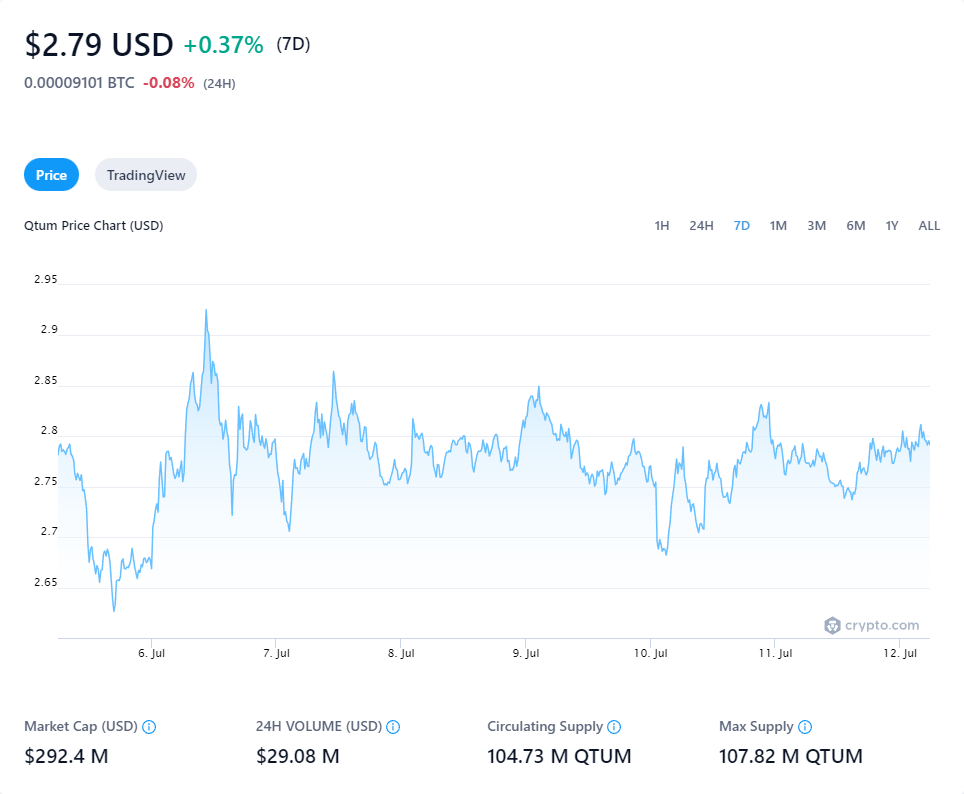 $2.79 USD +0.37% (7D)
0.00009101 BTC -0.08% (24H)
Price TradingView
Qtum Price Chart (USD) 1H 24H 7D 1M 3M 6M 1Y ALL
2.95
2.9
2.85
2.8
2.75
2.7
2.65
crypto.com
6. Jul 7. Jul 8. Jul 9. Jul 10. Jul 11. Jul 12. Jul
Market Cap (USD) 24H VOLUME (USD) Circulating Supply Max Supply
$292.4 M $29.08 M 104.73 M QTUM 107.82 M QTUM